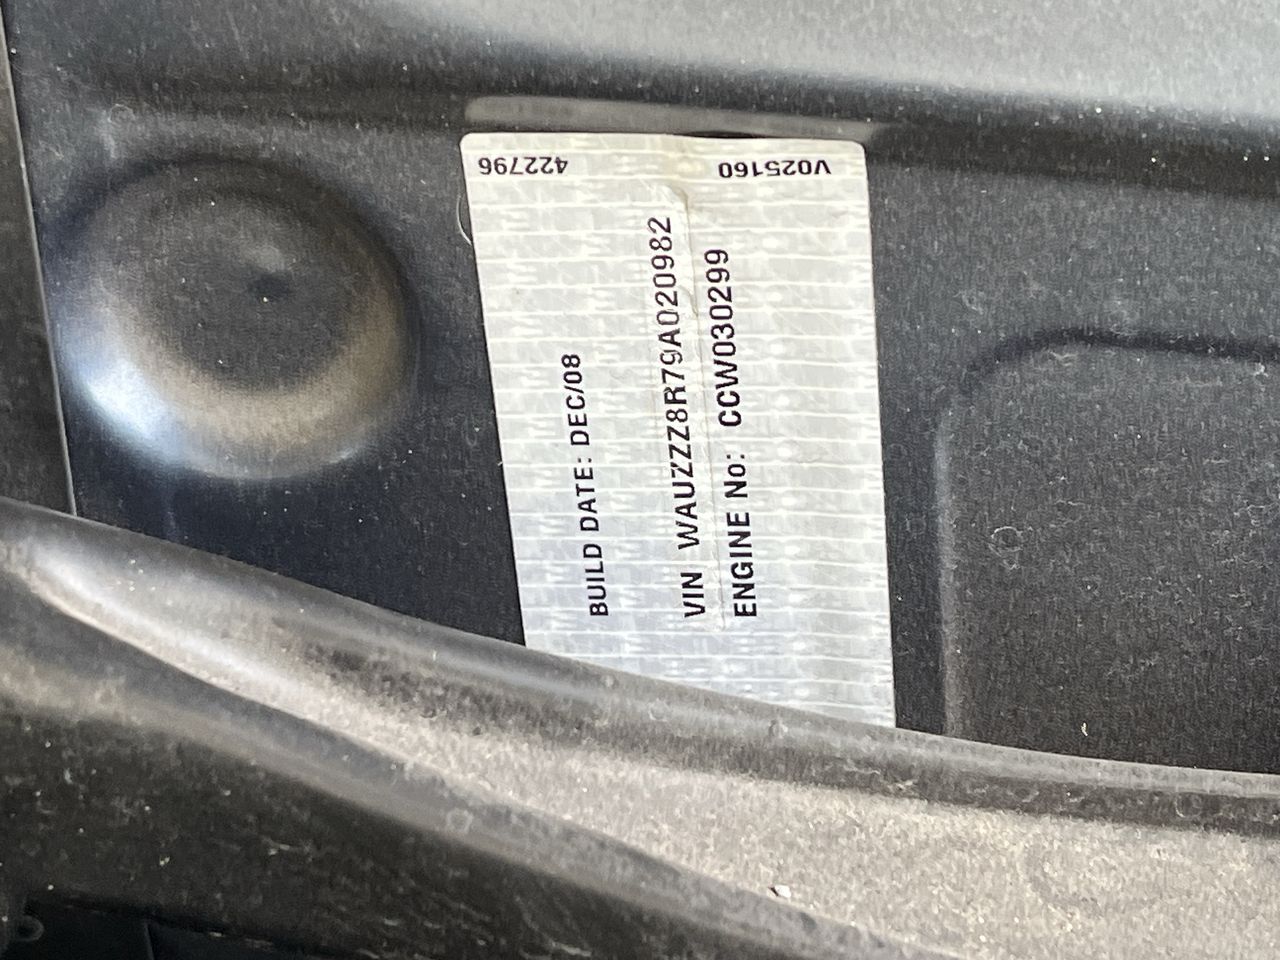 422796
V025160
BUILD DATE: DEC/08
VIN WAUZZZ8R79A020982
ENGINE No: CCW030299